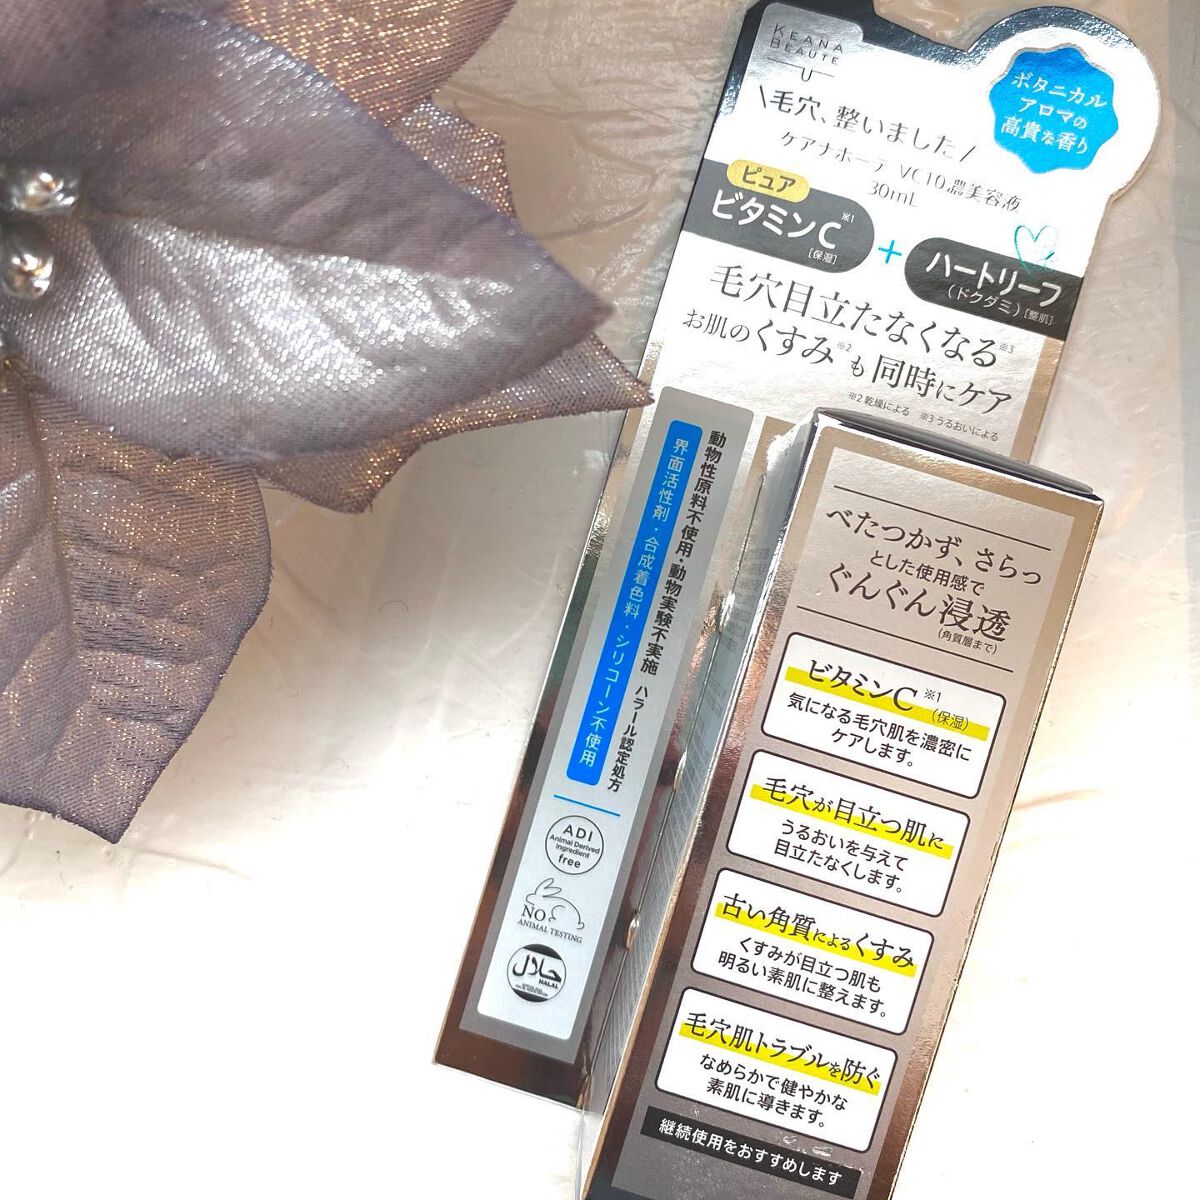 KEANA
BEAUTE
U
\毛穴、整いました/
ケアナボーテ VC10濃美容液
30mL
ボタニカル
アロマの
高貴な香り
ピュア
ビタミンC※1
[保湿]
+
ハートリーフ
(ドクダミ)[整肌]
毛穴目立たなくなる※3
お肌のくすみ※2も同時にケア
※2 乾燥による ※3 うるおいによる
動物性原料不使用・動物実験不実施 ハラール認定処方
界面活性剤・合成着色料・シリコーン不使用
ADI
Animal Derived
Ingredient
free
NO
ANIMAL TESTING
حلال
HALAL
べたつかず、さらっ
とした使用感で
ぐんぐん浸透
(角質層まで)
ビタミンC※1(保湿)
気になる毛穴肌を濃密に
ケアします。
毛穴が目立つ肌に
うるおいを与えて
目立たなくします。
古い角質によるくすみ
くすみが目立つ肌も
明るい素肌に整えます。
毛穴肌トラブルを防ぐ
なめらかで健やかな
素肌に導きます。
継続使用をおすすめします